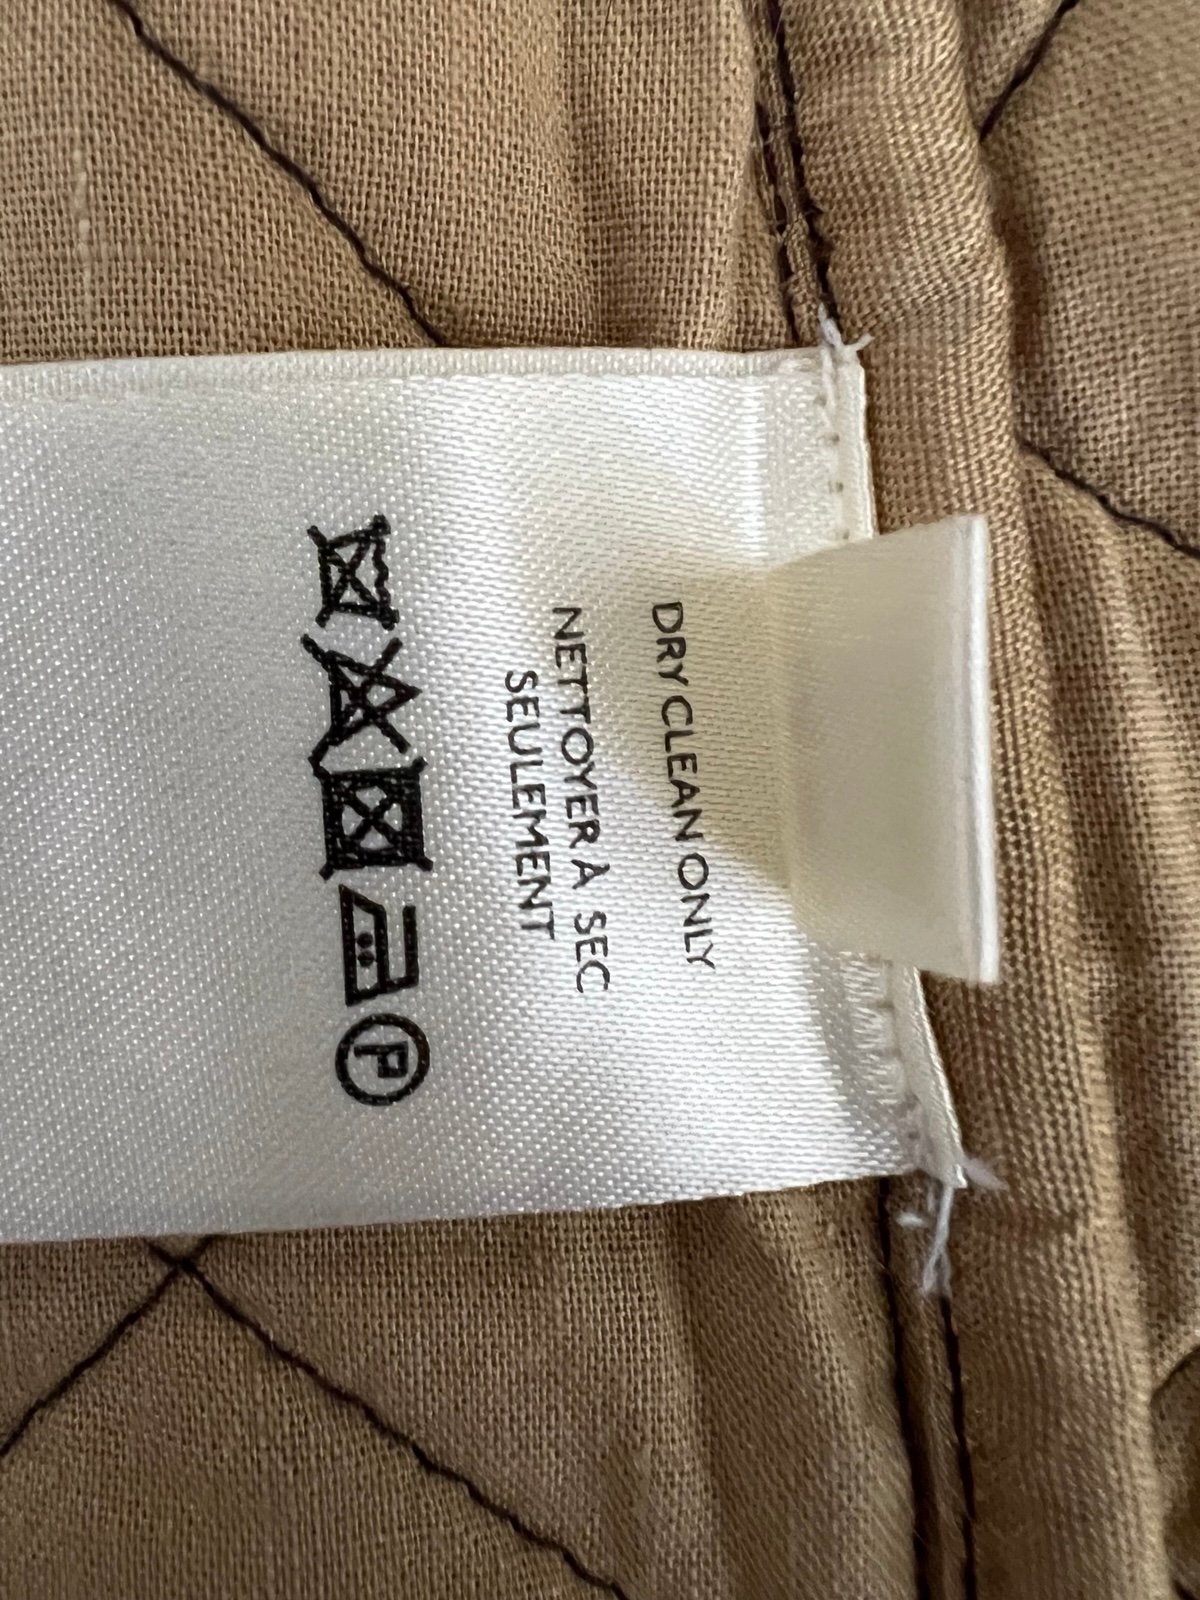 DRY CLEAN ONLY
NETTOYER À SEC
SEULEMENT
P